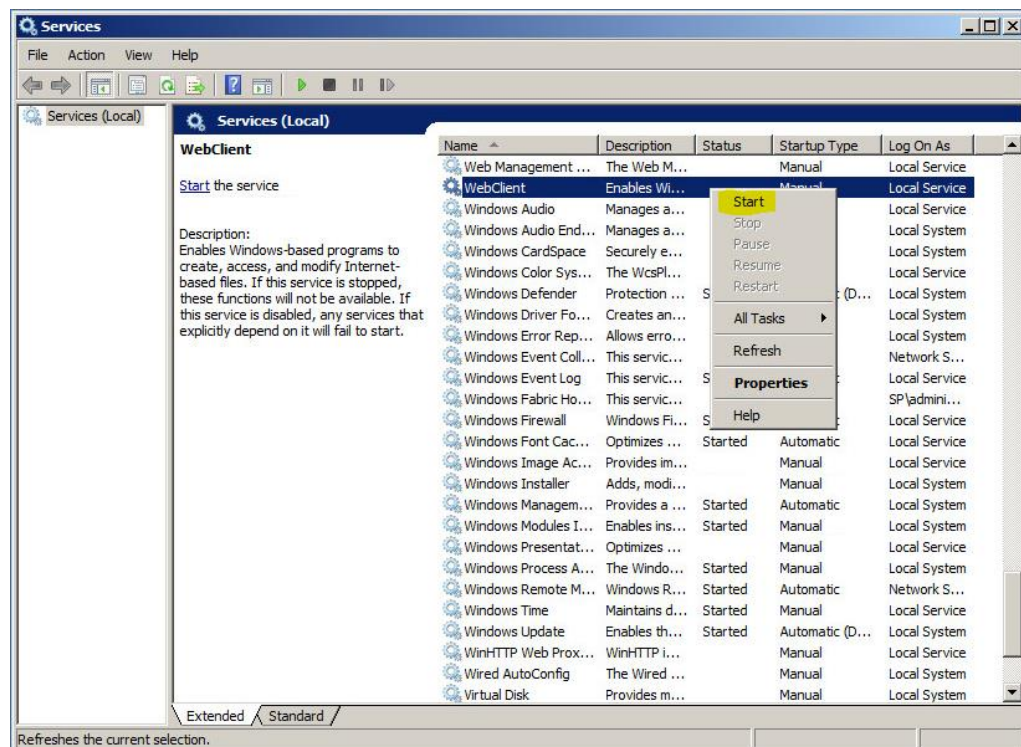 Services
File Action View Help
Services (Local)
Services (Local)
WebClient
Start the service
Description:
Enables Windows-based programs to
create, access, and modify Internet-
based files. If this service is stopped,
these functions will not be available. If
this service is disabled, any services that
explicitly depend on it will fail to start.
Name Description Status Startup Type Log On As
Web Management ... The Web M... Manual Local Service
WebClient Enables Wi... Manual Local Service
Windows Audio Manages a... Local Service
Windows Audio End... Manages a... Local System
Windows CardSpace Securely e... Local System
Windows Color Sys... The WcsPl... Local Service
Windows Defender Protection ... S (D... Local System
Windows Driver Fo... Creates an... Local System
Windows Error Rep... Allows erro... Local System
Windows Event Coll... This servic... Network S...
Windows Event Log This servic... S Local Service
Windows Fabric Ho... This servic... SP\admini...
Windows Firewall Windows Fi... S Local Service
Windows Font Cac... Optimizes ... Started Automatic Local Service
Windows Image Ac... Provides im... Manual Local Service
Windows Installer Adds, modi... Manual Local System
Windows Managem... Provides a ... Started Automatic Local System
Windows Modules I... Enables ins... Started Manual Local System
Windows Presentat... Optimizes ... Manual Local Service
Windows Process A... The Windo... Started Manual Local System
Windows Remote M... Windows R... Started Automatic Network S...
Windows Time Maintains d... Started Manual Local Service
Windows Update Enables th... Started Automatic (D... Local System
WinHTTP Web Prox... WinHTTP i... Manual Local Service
Wired AutoConfig The Wired ... Manual Local System
Virtual Disk Provides m... Manual Local System
Start
Stop
Pause
Resume
Restart
All Tasks
Refresh
Properties
Help
Extended Standard
Refreshes the current selection.